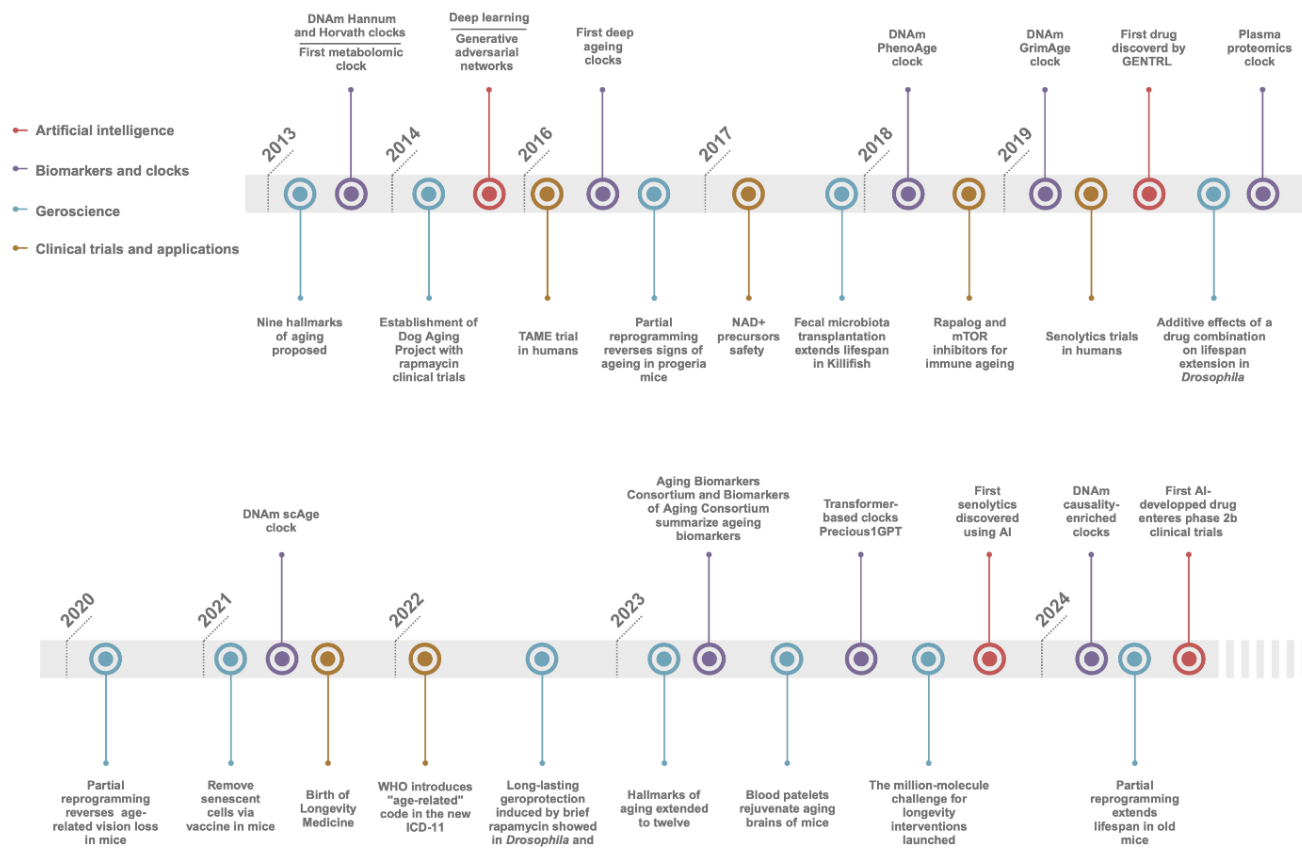 DNAm Hannum
and Horvath clocks
First metabolomic
clock
Deep learning
Generative
adversarial
networks
First deep
ageing
clocks
DNAm
PhenoAge
clock
DNAm
GrimAge
clock
First drug
discoverd by
GENTRL
Plasma
proteomics
clock
Artificial intelligence
Biomarkers and clocks
Geroscience
Clinical trials and applications
2013
2014
2016
2017
2018
2019
Nine hallmarks
of aging
proposed
Establishment of
Dog Aging
Project with
rapmaycin
clinical trials
TAME trial
in humans
Partial
reprogramming
reverses signs of
ageing in progeria
mice
NAD+
precursors
safety
Fecal microbiota
transplantation
extends lifespan
in Killifish
Rapalog and
mTOR
inhibitors for
immune ageing
Senolytics trials
in humans
Additive effects of a
drug combination
on lifespan
extension in
Drosophila
DNAm scAge
clock
Aging Biomarkers
Consortium and Biomarkers
of Aging Consortium
summarize ageing
biomarkers
Transformer-
based clocks
Precious1GPT
First
senolytics
discovered
using AI
DNAm
causality-
enriched
clocks
First AI-
developped drug
enteres phase 2b
clinical trials
2020
2021
2022
2023
2024
Partial
reprogramming
reverses age-
related vision loss
in mice
Remove
senescent
cells via
vaccine in mice
Birth of
Longevity
Medicine
WHO introduces
"age-related"
code in the new
ICD-11
Long-lasting
geroprotection
induced by brief
rapamycin showed
in Drosophila and
Hallmarks of
aging extended
to twelve
Blood platelets
rejuvenate aging
brains of mice
The million-molecule
challenge for
longevity
interventions
launched
Partial
reprogramming
extends
lifespan in old
mice